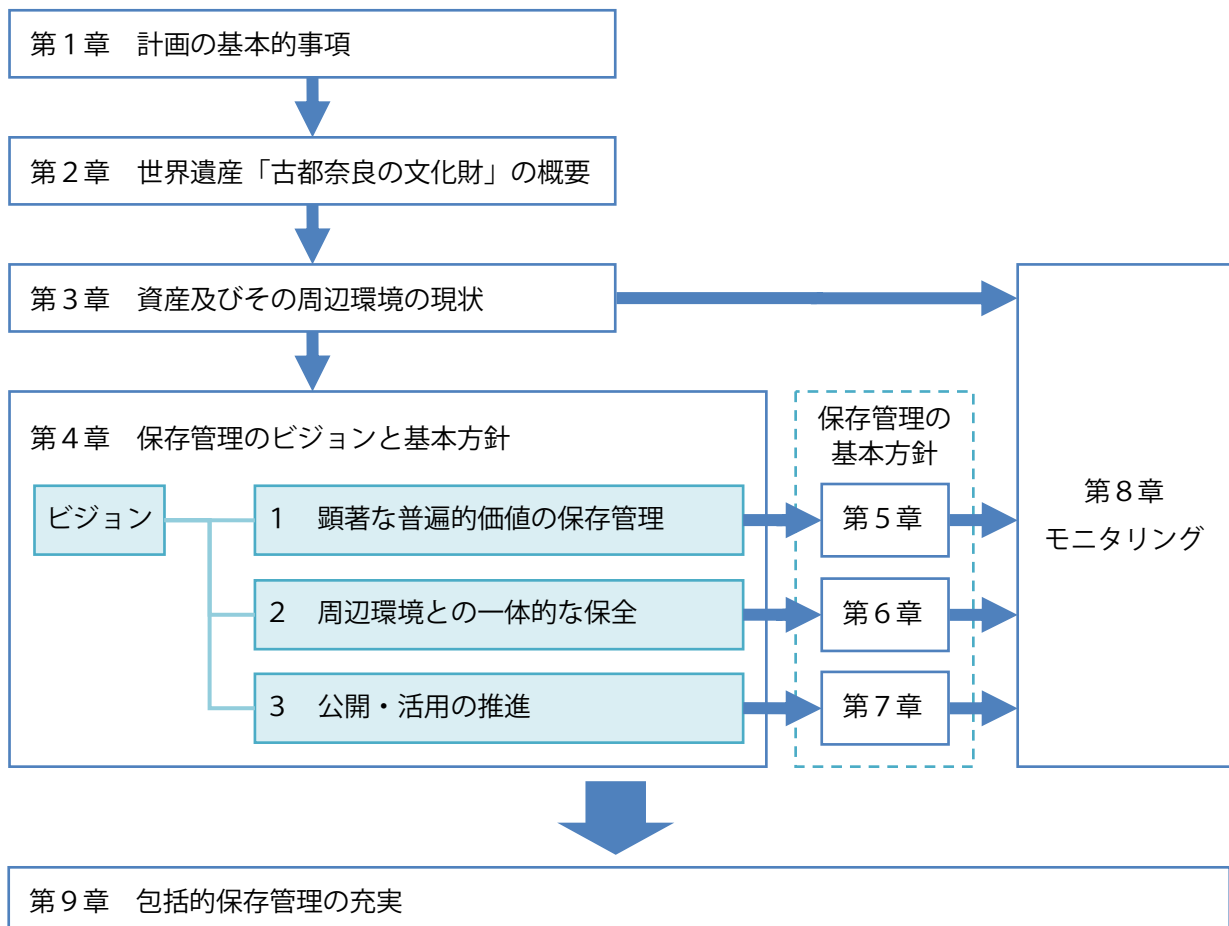 第１章　計画の基本的事項
第２章　世界遺産「古都奈良の文化財」の概要
第３章　資産及びその周辺環境の現状
第４章　保存管理のビジョンと基本方針
ビジョン
1　顕著な普遍的価値の保存管理
2　周辺環境との一体的な保全
3　公開・活用の推進
保存管理の
基本方針
第５章
第６章
第７章
第８章
モニタリング
第９章　包括的保存管理の充実